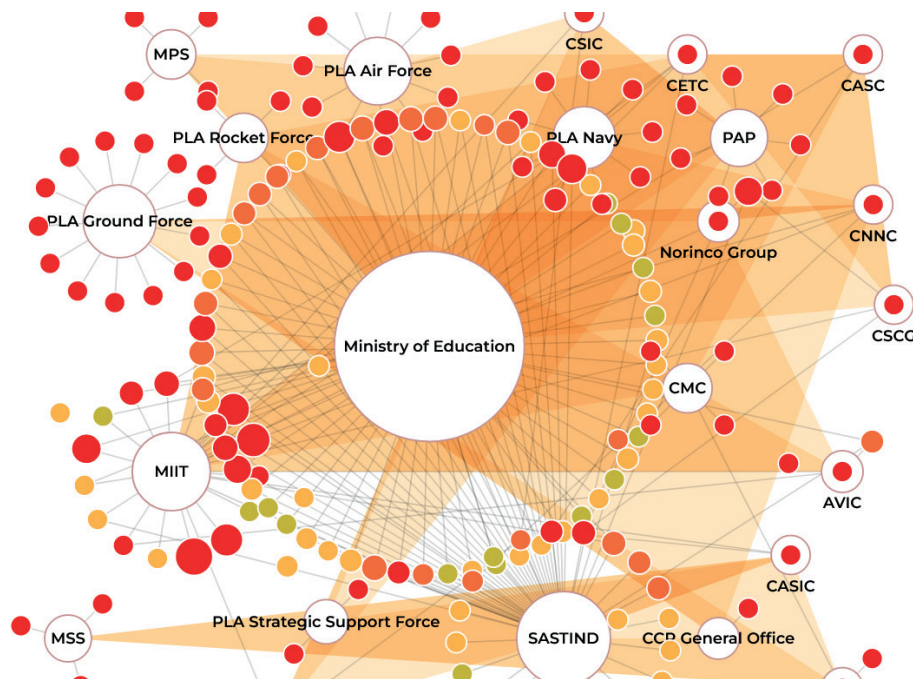 CSIC
MPS
PLA Air Force
CETC
CASC
PLA Rocket Force
PLA Navy
PAP
PLA Ground Force
CNNC
Norinco Group
CSCG
Ministry of Education
CMC
MIIT
AVIC
CASIC
PLA Strategic Support Force
MSS
SASTIND
CCP General Office